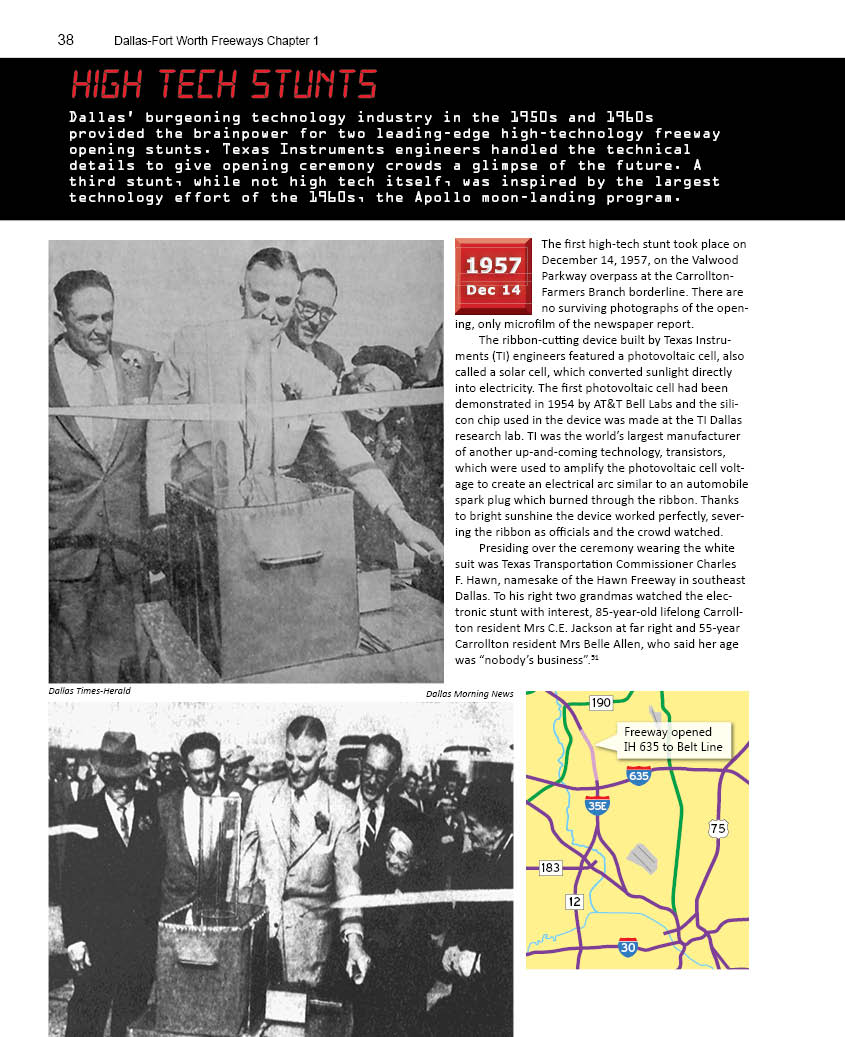 38
Dallas-Fort Worth Freeways Chapter 1
HIGH TECH STUNTS
Dallas' burgeoning technology industry in the 1950s and 1960s
provided the brainpower for two leading-edge high-technology freeway
opening stunts. Texas Instruments engineers handled the technical
details to give opening ceremony crowds a glimpse of the future. A
third stunt, while not high tech itself, was inspired by the largest
technology effort of the 1960s, the Apollo moon-landing program.
1957
Dec 14
The first high-tech stunt took place on
December 14, 1957, on the Valwood
Parkway overpass at the Carrollton-
Farmers Branch borderline. There are
no surviving photographs of the open-
ing, only microfilm of the newspaper report.
The ribbon-cutting device built by Texas Instru-
ments (TI) engineers featured a photovoltaic cell, also
called a solar cell, which converted sunlight directly
into electricity. The first photovoltaic cell had been
demonstrated in 1954 by AT&T Bell Labs and the sili-
con chip used in the device was made at the TI Dallas
research lab. TI was the world's largest manufacturer
of another up-and-coming technology, transistors,
which were used to amplify the photovoltaic cell volt-
age to create an electrical arc similar to an automobile
spark plug which burned through the ribbon. Thanks
to bright sunshine the device worked perfectly, sever-
ing the ribbon as officials and the crowd watched.
Presiding over the ceremony wearing the white
suit was Texas Transportation Commissioner Charles
F. Hawn, namesake of the Hawn Freeway in southeast
Dallas. To his right two grandmas watched the elec-
tronic stunt with interest, 85-year-old lifelong Carroll-
ton resident Mrs C.E. Jackson at far right and 55-year
Carrollton resident Mrs Belle Allen, who said her age
was "nobody's business".51
Dallas Times-Herald
Dallas Morning News
190
Freeway opened
IH 635 to Belt Line
635
35E
75
183
12
30